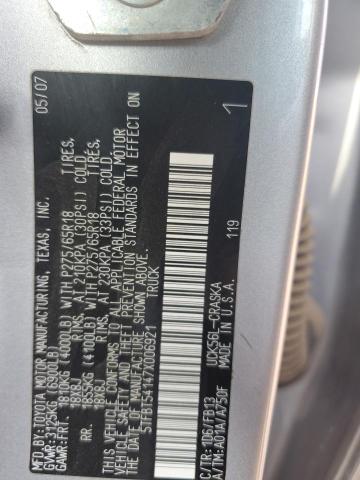 MFD.BY:TOYOTA MOTOR MANUFACTURING, TEXAS, INC. 05/07
GVWR:3125KG (6900LB)
GAWR:FRT. 1810KG (4000LB) WITH P275/65R18 TIRES,
18X8J RIMS, AT 210KPA (30PSI) COLD.
RR. 1855KG (4100LB) WITH P275/65R18 TIRES,
18X8J RIMS, AT 230KPA (33PSI) COLD.
THIS VEHICLE CONFORMS TO ALL APPLICABLE FEDERAL MOTOR
VEHICLE SAFETY AND THEFT PREVENTION STANDARDS IN EFFECT ON
THE DATE OF MANUFACTURE SHOWN ABOVE.
5TFBT54147X006921 TRUCK
C/TR:1D6/FB13 UCK56L-CRASKA 119 1
A/TM:A01A/A750F MADE IN U.S.A.